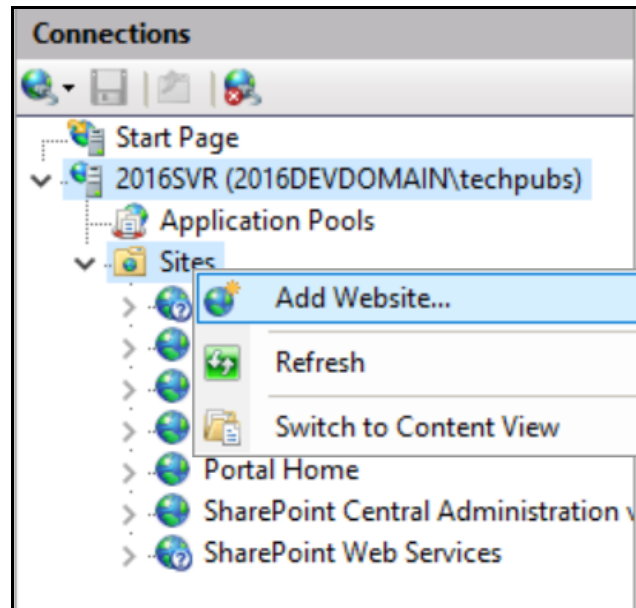 Connections
Start Page
2016SVR (2016DEVDOMAIN\techpubs)
Application Pools
Sites
Add Website...
Refresh
Switch to Content View
Portal Home
SharePoint Central Administration
SharePoint Web Services